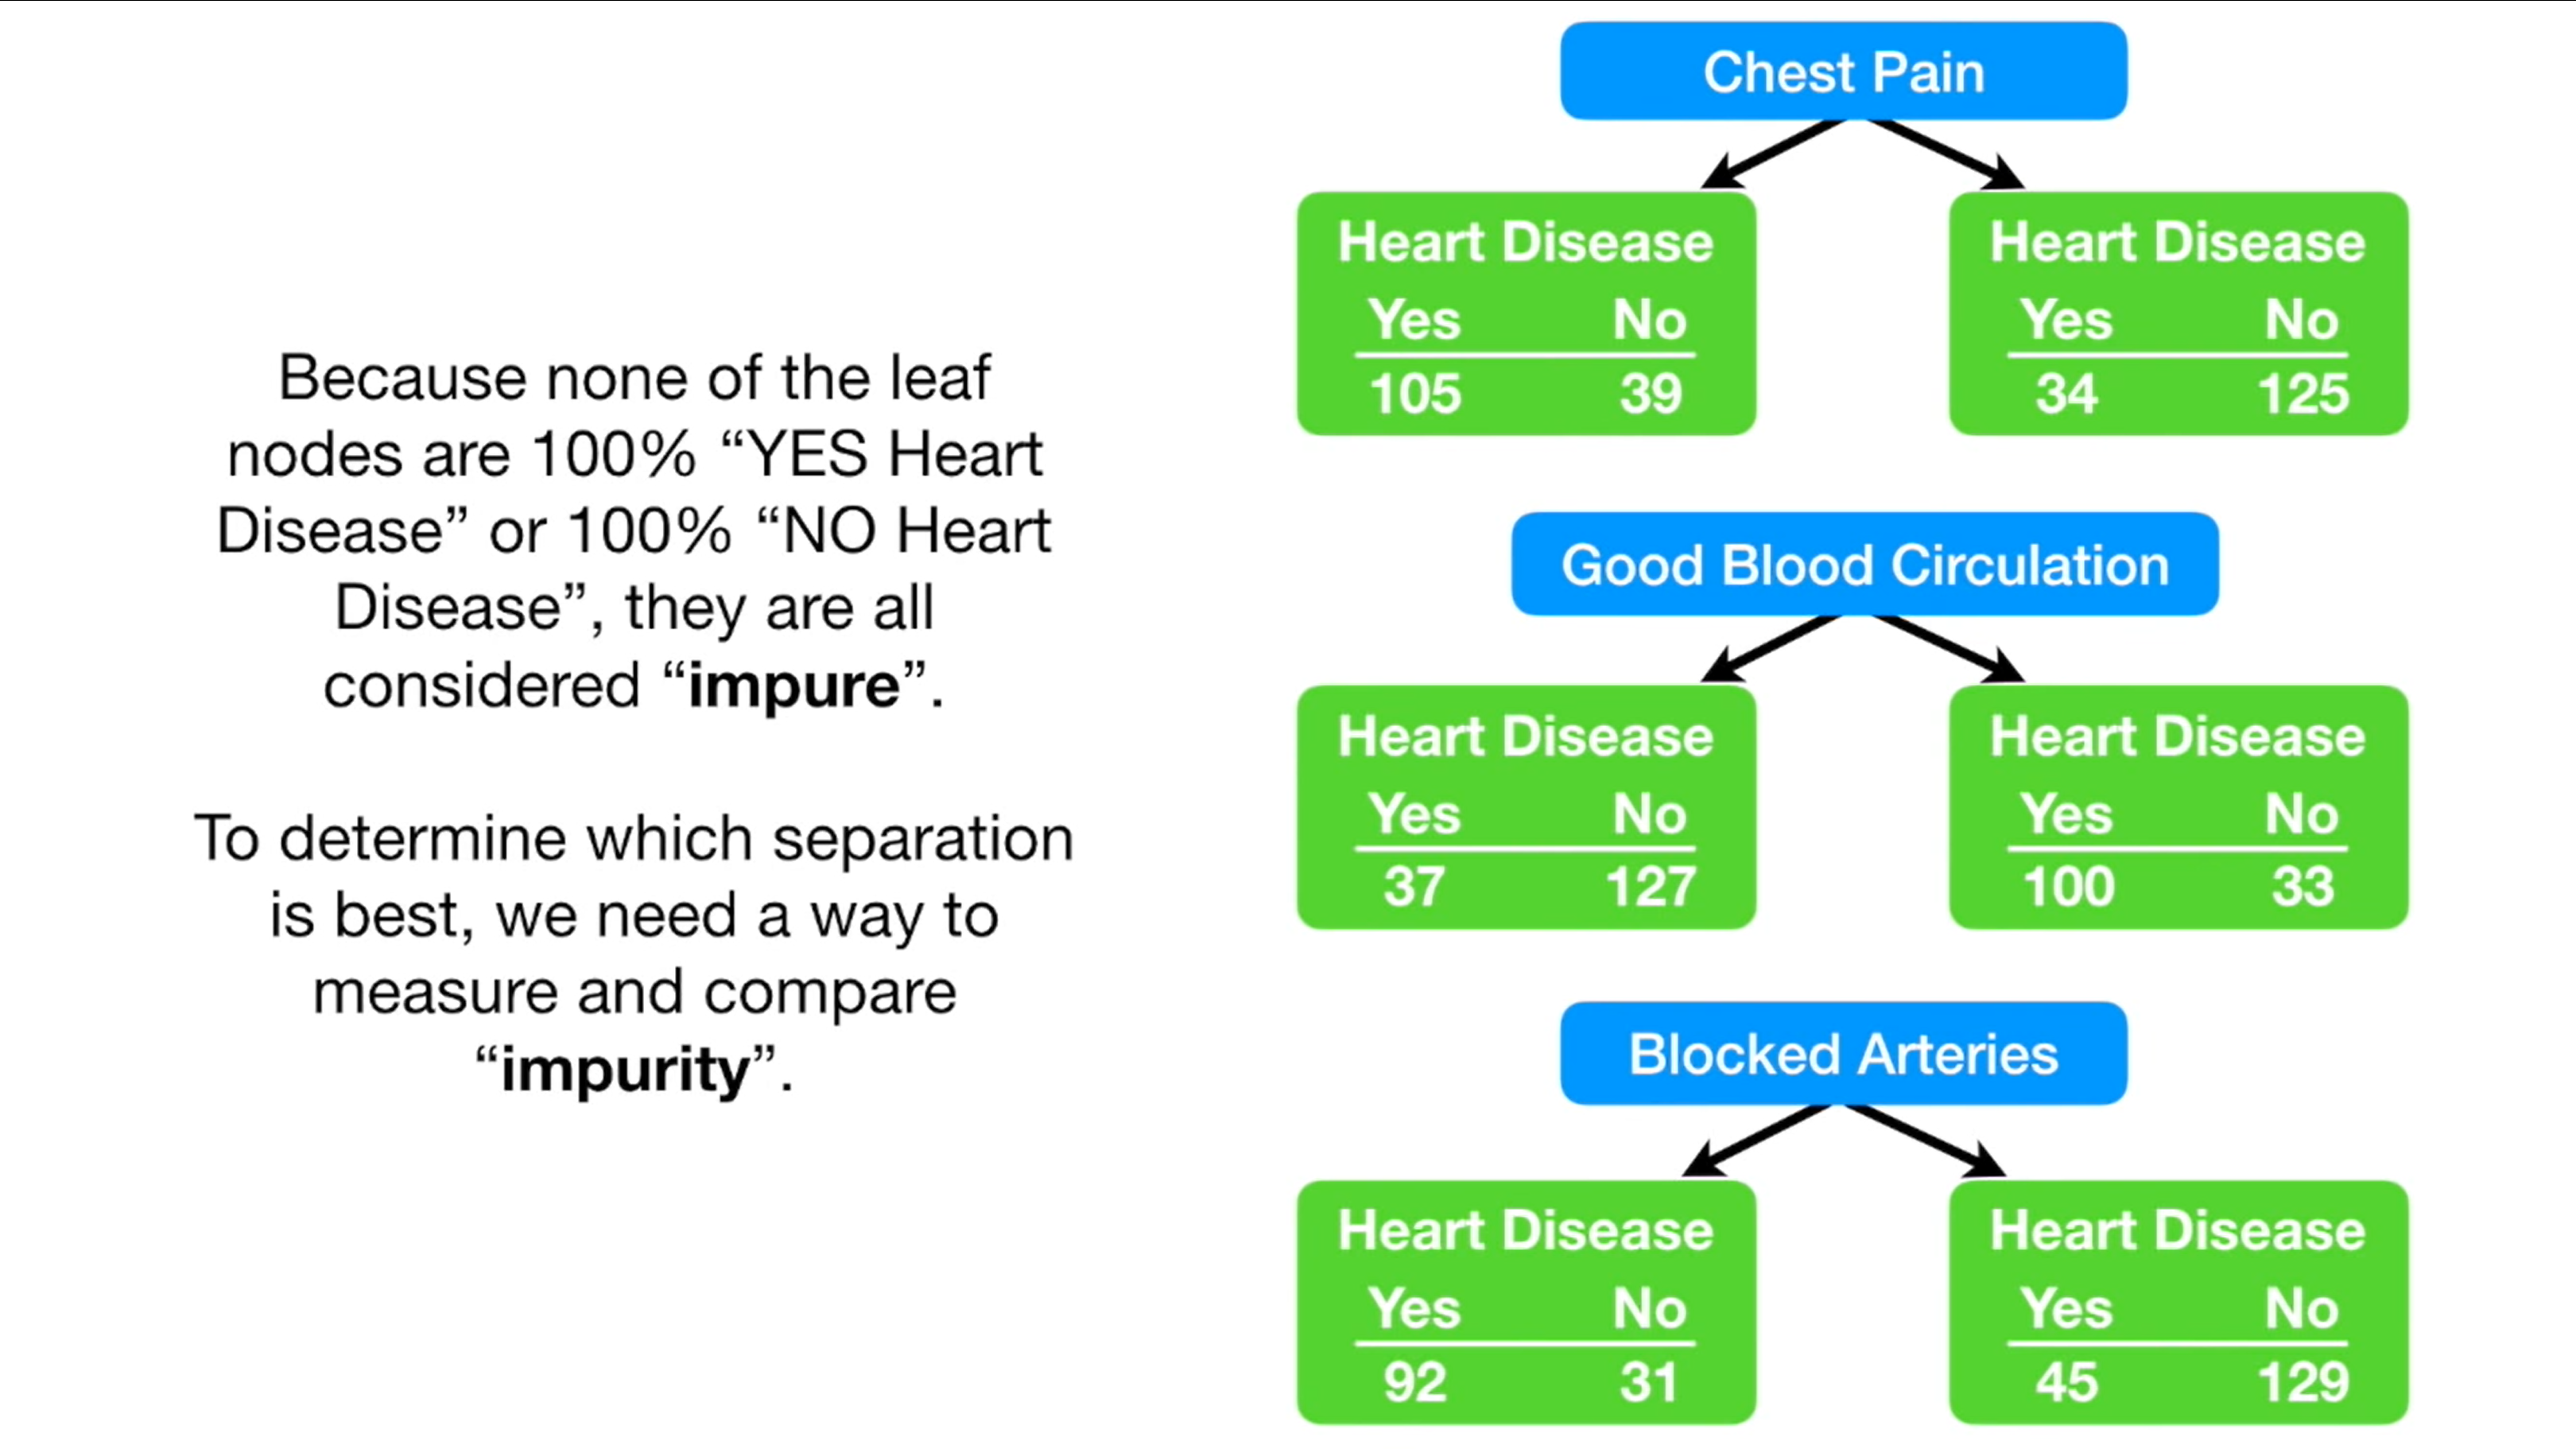 Because none of the leaf
nodes are 100% “YES Heart
Disease” or 100% “NO Heart
Disease”, they are all
considered “impure”.
To determine which separation
is best, we need a way to
measure and compare
“impurity”.
Chest Pain
Heart Disease
Yes No
105 39
Heart Disease
Yes No
34 125
Good Blood Circulation
Heart Disease
Yes No
37 127
Heart Disease
Yes No
100 33
Blocked Arteries
Heart Disease
Yes No
92 31
Heart Disease
Yes No
45 129